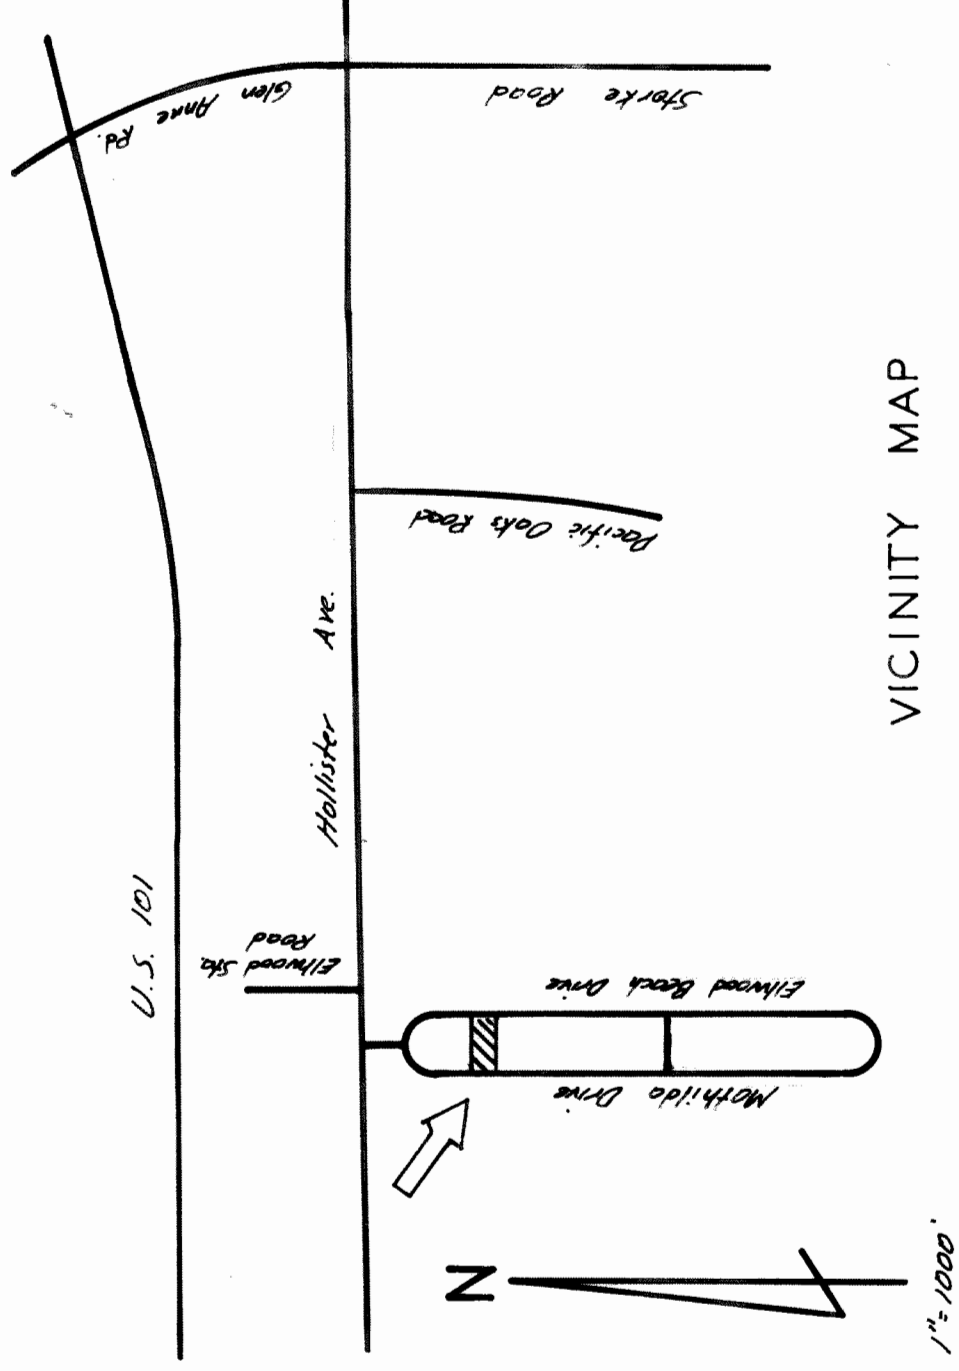 U.S. 101
Glen Anne Rd.
Hollister Ave.
Storke Road
Pacific Oaks Road
Ellwood Sta.
Road
Ellwood Beach Drive
Mathilda Drive
N
VICINITY MAP
1"=1000'